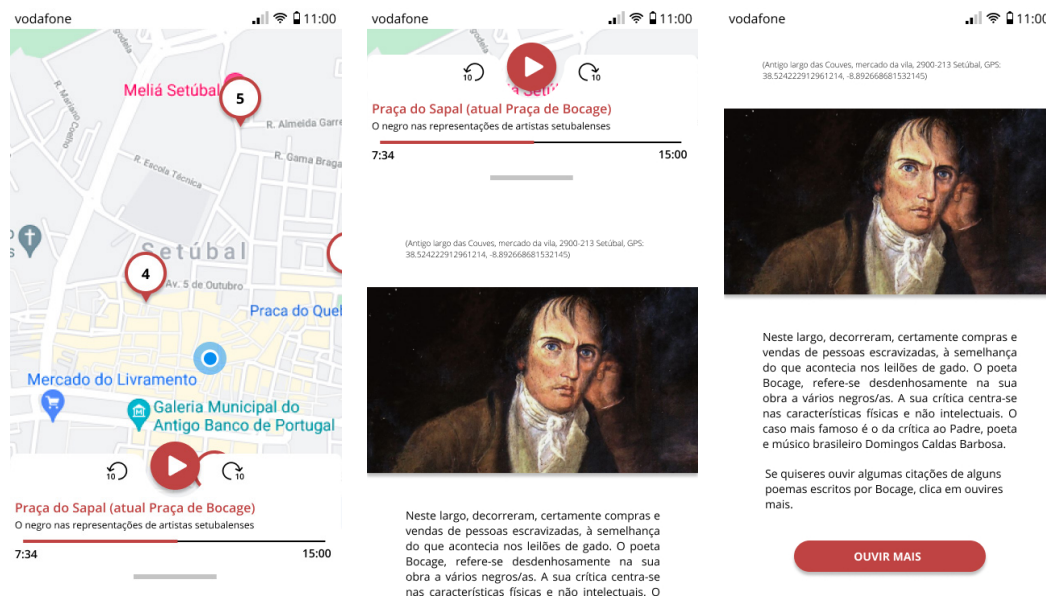 vodafone
11:00
Meliá Setúbal
5
R. Mariano Coelho
R. Almeida Garre
R. Gama Braga
R. Escola Técnica
Setúbal
4
Av. 5 de Outubro
Praca do Quel
Mercado do Livramento
Galeria Municipal do
Antigo Banco de Portugal
10
10
Praça do Sapal (atual Praça de Bocage)
O negro nas representações de artistas setubalenses
7:34
15:00
vodafone
11:00
10
10
Praça do Sapal (atual Praça de Bocage)
O negro nas representações de artistas setubalenses
7:34
15:00
(Antigo largo das Couves, mercado da vila, 2900-213 Setúbal, GPS:
38.524222912961214, -8.892668681532145)
Neste largo, decorreram, certamente compras e
vendas de pessoas escravizadas, à semelhança
do que acontecia nos leilões de gado. O poeta
Bocage, refere-se desdenhosamente na sua
obra a vários negros/as. A sua crítica centra-se
nas características físicas e não intelectuais. O
vodafone
11:00
(Antigo largo das Couves, mercado da vila, 2900-213 Setúbal, GPS:
38.524222912961214, -8.892668681532145)
Neste largo, decorreram, certamente compras e
vendas de pessoas escravizadas, à semelhança
do que acontecia nos leilões de gado. O poeta
Bocage, refere-se desdenhosamente na sua
obra a vários negros/as. A sua crítica centra-se
nas características físicas e não intelectuais. O
caso mais famoso é o da crítica ao Padre, poeta
e músico brasileiro Domingos Caldas Barbosa.
Se quiseres ouvir algumas citações de alguns
poemas escritos por Bocage, clica em ouvires
mais.
OUVIR MAIS